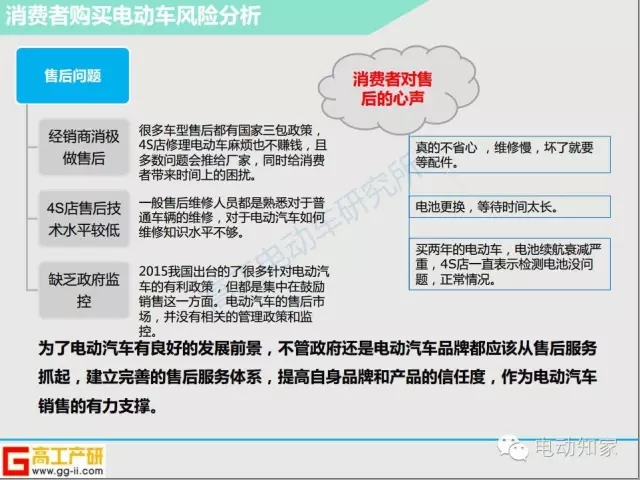 消费者购买电动车风险分析
售后问题
消费者对售
后的心声
经销商消极
做售后
很多车型售后都有国家三包政策，
4S店修理电动车麻烦也不赚钱，且
多数问题会推给厂家，同时给消费
者带来时间上的困扰。
4S店售后技
术水平较低
一般售后维修人员都是熟悉对于普
通车辆的维修，对于电动汽车如何
维修知识水平不够。
缺乏政府监
控
2015我国出台的了很多针对电动汽
车的有利政策，但都是集中在鼓励
销售这一方面。电动汽车的售后市
场，并没有相关的管理政策和监
控。
真的不省心，维修慢，坏了就要
等配件。
电池更换，等待时间太长。
买两年的电动车，电池续航衰减严
重，4S店一直表示检测电池没问
题，正常情况。
电动车研究所
为了电动汽车有良好的发展前景，不管政府还是电动汽车品牌都应该从售后服务
抓起，建立完善的售后服务体系，提高自身品牌和产品的信任度，作为电动汽车
销售的有力支撑。
G 高工产研
www.gg-ii.com
电动知家